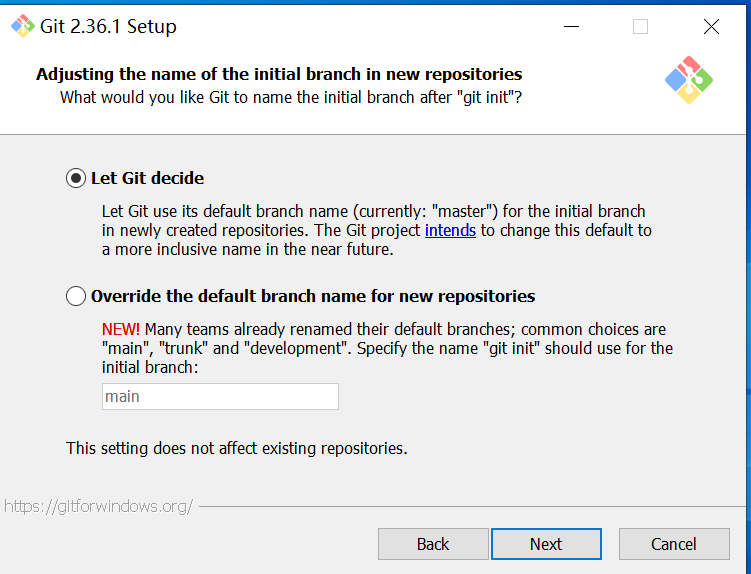 Git 2.36.1 Setup
Adjusting the name of the initial branch in new repositories
What would you like Git to name the initial branch after "git init"?
Let Git decide
Let Git use its default branch name (currently: "master") for the initial branch
in newly created repositories. The Git project intends to change this default to
a more inclusive name in the near future.
Override the default branch name for new repositories
NEW! Many teams already renamed their default branches; common choices are
"main", "trunk" and "development". Specify the name "git init" should use for the
initial branch:
main
This setting does not affect existing repositories.
https://gitforwindows.org/
Back
Next
Cancel